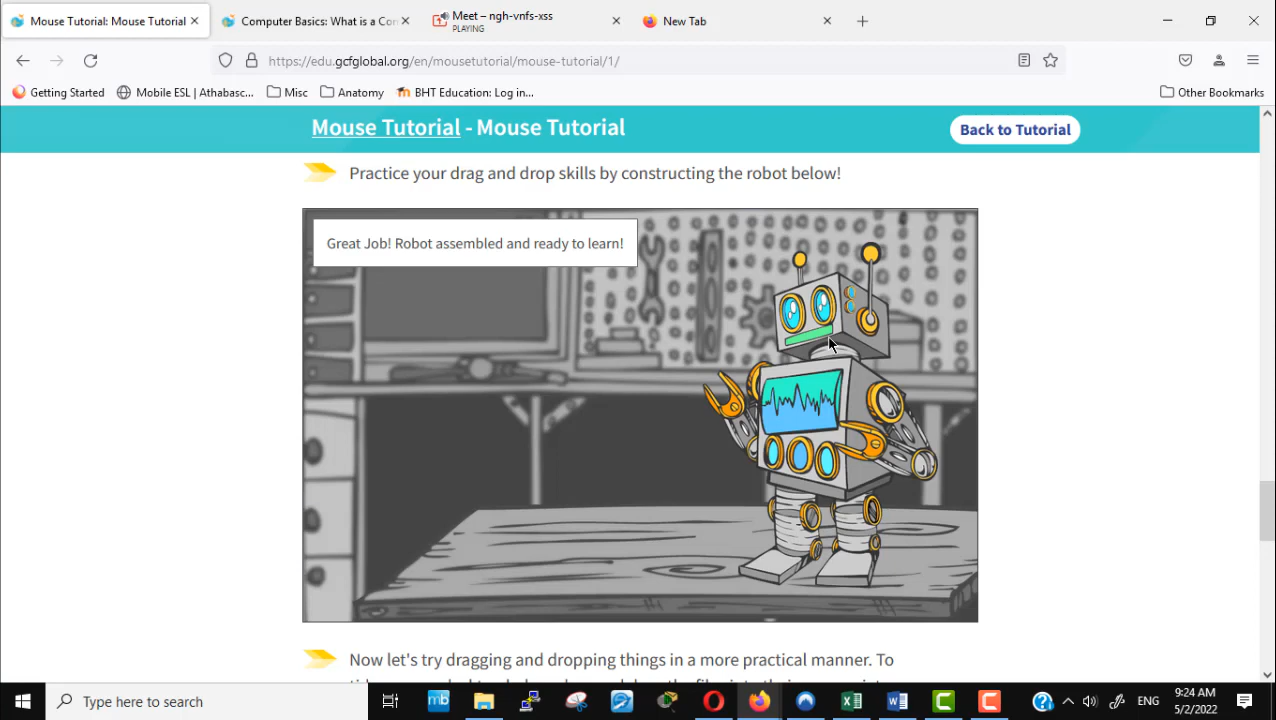 Mouse Tutorial: Mouse Tutorial
Computer Basics: What is a Con
Meet – ngh-vnfs-xss
PLAYING
New Tab
https://edu.gcfglobal.org/en/mousetutorial/mouse-tutorial/1/
Getting Started
Mobile ESL | Athabasc...
Misc
Anatomy
BHT Education: Log in...
Other Bookmarks
Mouse Tutorial - Mouse Tutorial
Back to Tutorial
Practice your drag and drop skills by constructing the robot below!
Great Job! Robot assembled and ready to learn!
Now let's try dragging and dropping things in a more practical manner. To
Type here to search
mb
ENG
9:24 AM
5/2/2022